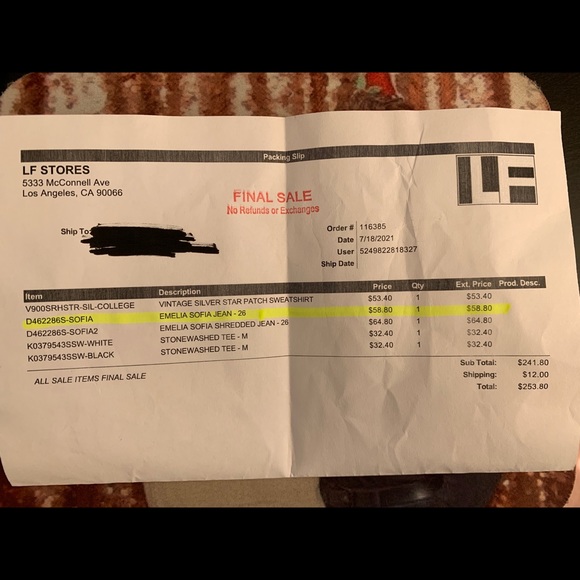 Packing Slip
LF STORES
5333 McConnell Ave
Los Angeles, CA 90066
LF
FINAL SALE
No Refunds or Exchanges
Ship To:
Order # 116385
Date 7/18/2021
User 5249822818327
Ship Date
Item Description Price Qty Ext. Price Prod. Desc.
V900SRHSTR-SIL-COLLEGE VINTAGE SILVER STAR PATCH SWEATSHIRT $53.40 1 $53.40
D462286S-SOFIA EMELIA SOFIA JEAN - 26 $58.80 1 $58.80
D462286S-SOFIA2 EMELIA SOFIA SHREDDED JEAN - 26 $64.80 1 $64.80
K0379543SSW-WHITE STONEWASHED TEE - M $32.40 1 $32.40
K0379543SSW-BLACK STONEWASHED TEE - M $32.40 1 $32.40
Sub Total: $241.80
Shipping: $12.00
Total: $253.80
ALL SALE ITEMS FINAL SALE